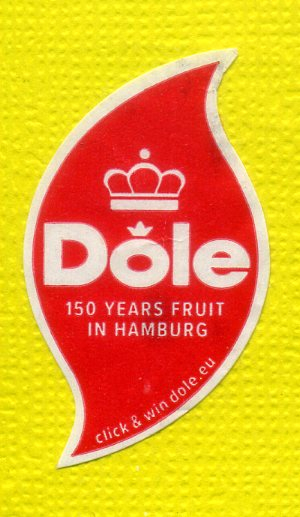 Dole
150 YEARS FRUIT
IN HAMBURG
click & win dole.eu